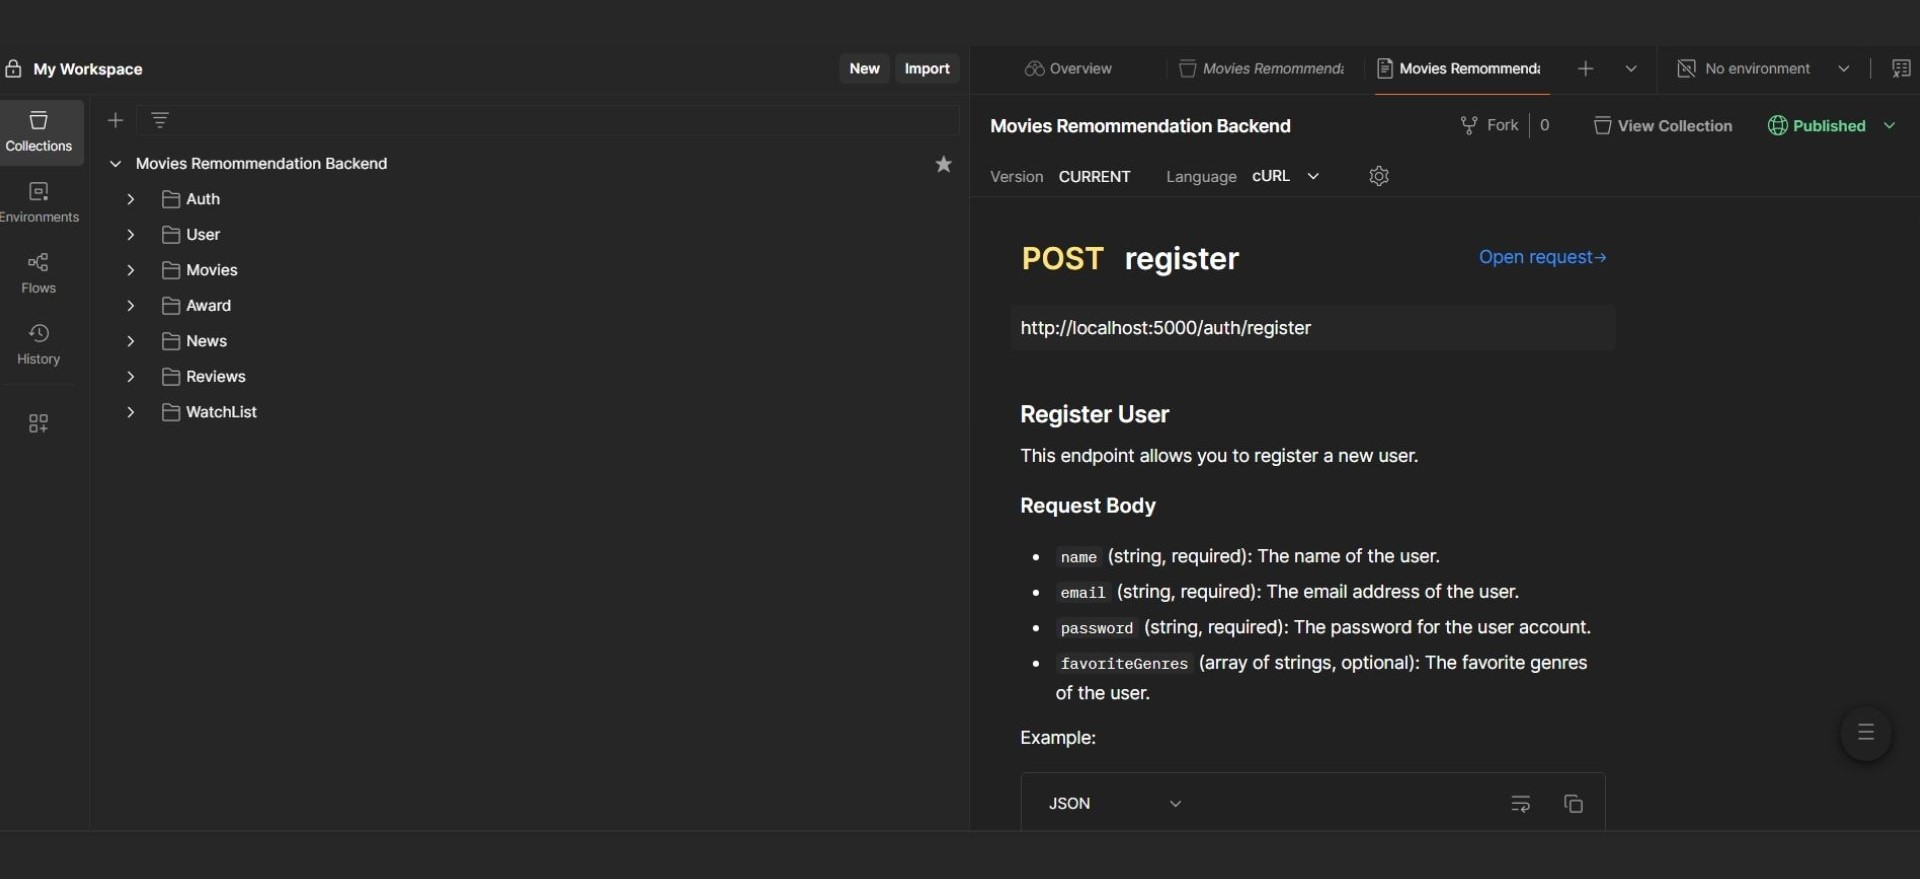 My Workspace
New
Import
Overview
Movies Remommenda
Movies Remommenda
No environment
Collections
Environments
Flows
History
Movies Remommendation Backend
Auth
User
Movies
Award
News
Reviews
WatchList
Movies Remommendation Backend
Fork 0
View Collection
Published
Version CURRENT
Language cURL
POST register
Open request→
http://localhost:5000/auth/register
Register User
This endpoint allows you to register a new user.
Request Body
• name (string, required): The name of the user.
• email (string, required): The email address of the user.
• password (string, required): The password for the user account.
• favoriteGenres (array of strings, optional): The favorite genres
of the user.
Example:
JSON